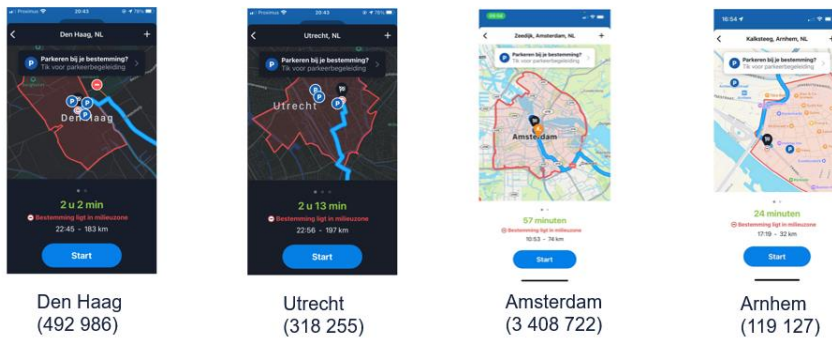 Proximus 20:43 78%
Den Haag, NL
Parkeren bij je bestemming?
Tik voor parkeerbegeleiding
Den Haag
2 u 2 min
Bestemming ligt in milieuzone
22:45 - 183 km
Start
Den Haag
(492 986)
Proximus 20:43 78%
Utrecht, NL
Parkeren bij je bestemming?
Tik voor parkeerbegeleiding
Utrecht
2 u 13 min
Bestemming ligt in milieuzone
22:56 - 197 km
Start
Utrecht
(318 255)
Zeedijk, Amsterdam, NL
Parkeren bij je bestemming?
Tik voor parkeerbegeleiding
Amsterdam
57 minuten
Bestemming ligt in milieuzone
10:53 - 74 km
Start
Amsterdam
(3 408 722)
16:54
Kalksteeg, Arnhem, NL
Parkeren bij je bestemming?
Tik voor parkeerbegeleiding
24 minuten
Bestemming ligt in milieuzone
17:19 - 32 km
Start
Arnhem
(119 127)